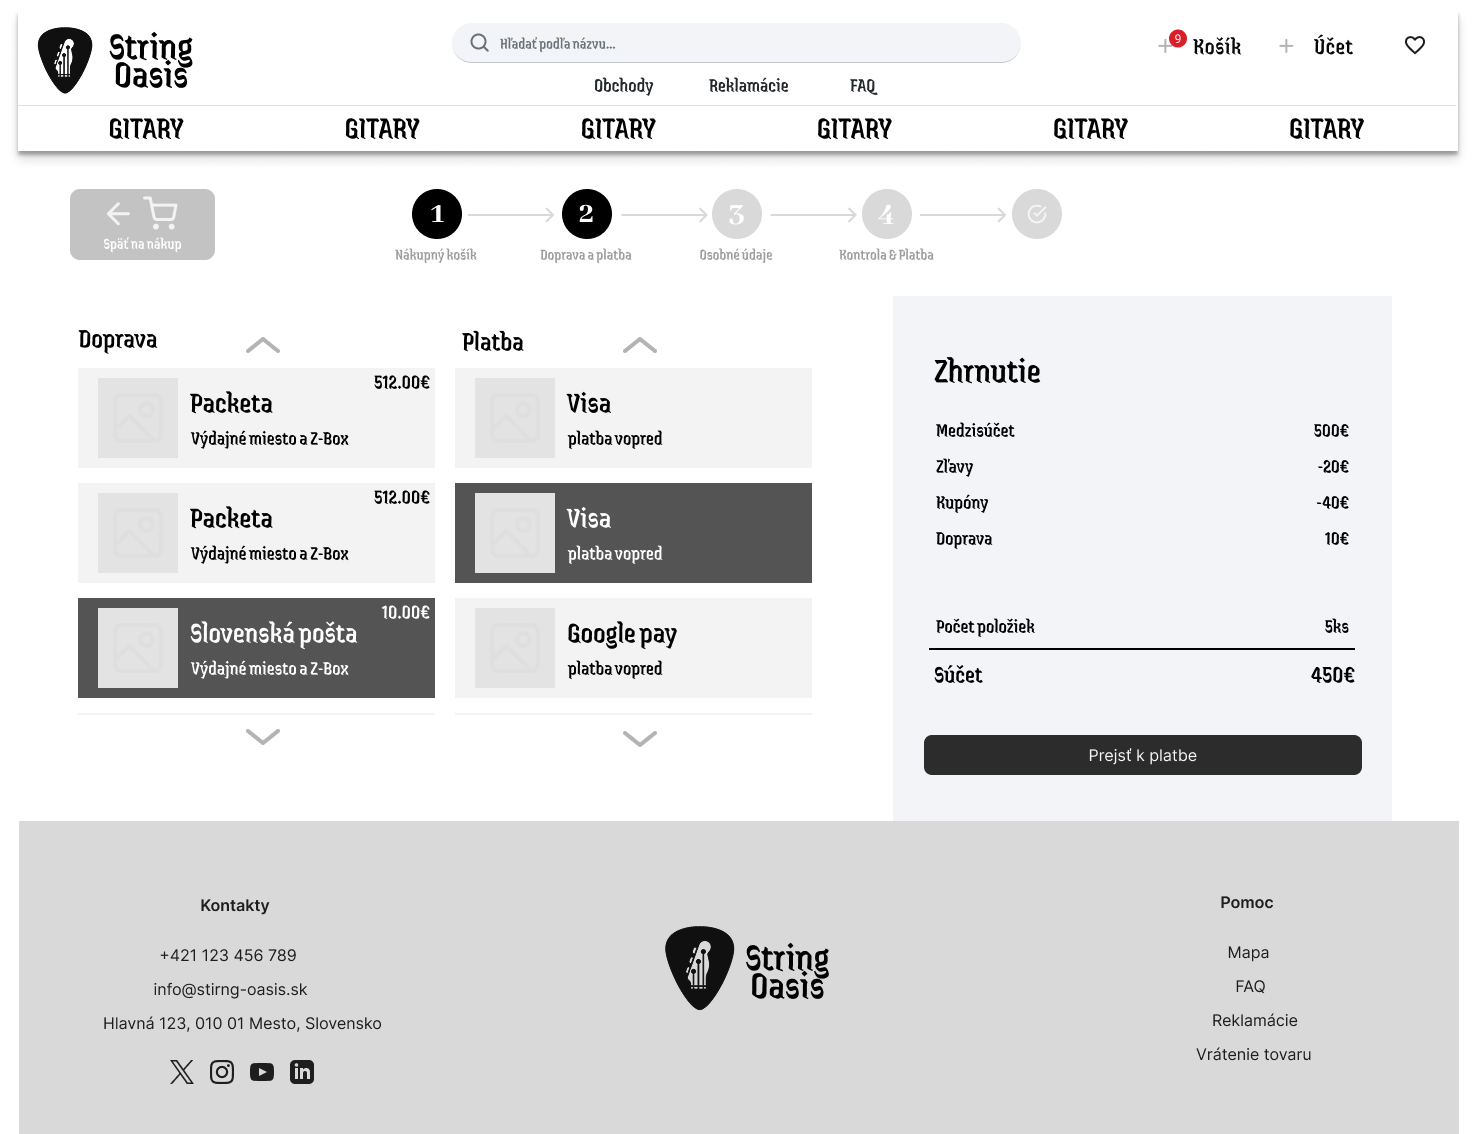 String
Oasis
Hľadať podľa názvu...
9
Košík
Účet
Obchody
Reklamácie
FAQ
GITARY
GITARY
GITARY
GITARY
GITARY
GITARY
Späť na nákup
1
2
3
4
Nákupný košík
Doprava a platba
Osobné údaje
Kontrola & Platba
Doprava
512.00€
Packeta
Výdajné miesto a Z-Box
512.00€
Packeta
Výdajné miesto a Z-Box
10.00€
Slovenská pošta
Výdajné miesto a Z-Box
Platba
Visa
platba vopred
Visa
platba vopred
Google pay
platba vopred
Zhrnutie
Medzisúčet 500€
Zľavy -20€
Kupóny -40€
Doprava 10€
Počet položiek 5ks
Súčet 450€
Prejsť k platbe
Kontakty
+421 123 456 789
info@stirng-oasis.sk
Hlavná 123, 010 01 Mesto, Slovensko
String
Oasis
Pomoc
Mapa
FAQ
Reklamácie
Vrátenie tovaru